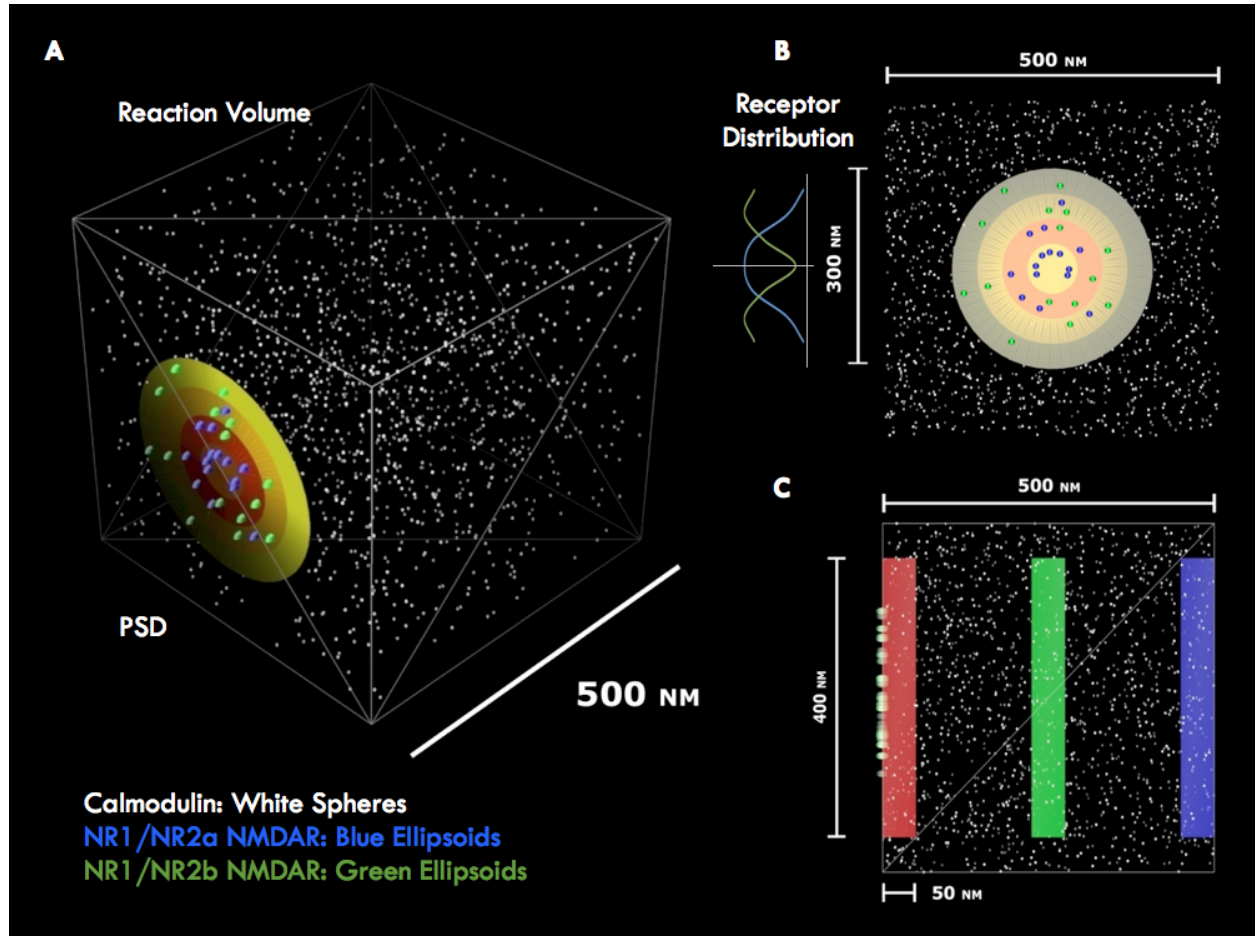 A
Reaction Volume
PSD
500 NM
Calmodulin: White Spheres
NR1/NR2a NMDAR: Blue Ellipsoids
NR1/NR2b NMDAR: Green Ellipsoids
B
500 NM
Receptor
Distribution
300 NM
C
500 NM
400 NM
50 NM